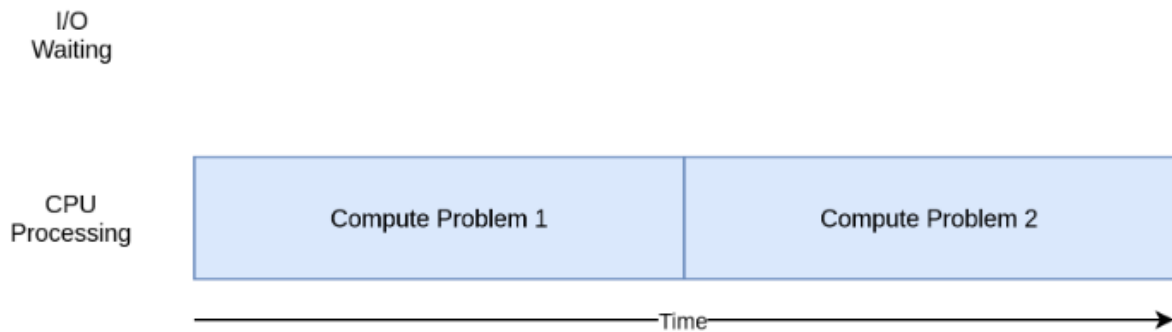 I/O
Waiting
CPU
Processing
Compute Problem 1
Compute Problem 2
Time